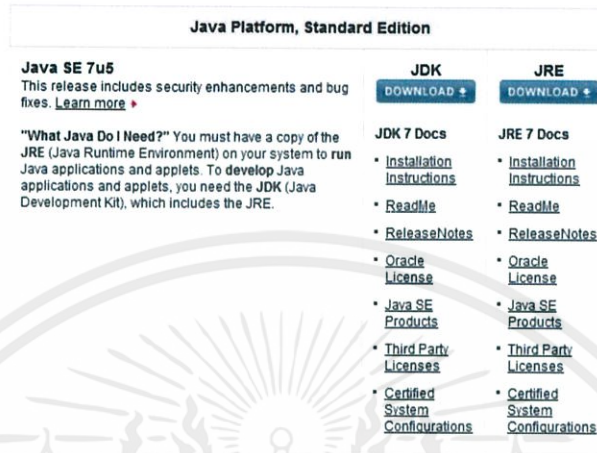 Java Platform, Standard Edition
Java SE 7u5
This release includes security enhancements and bug
fixes. Learn more
"What Java Do I Need?" You must have a copy of the
JRE (Java Runtime Environment) on your system to run
Java applications and applets. To develop Java
applications and applets, you need the JDK (Java
Development Kit), which includes the JRE.
JDK
DOWNLOAD
JDK 7 Docs
Installation
Instructions
ReadMe
ReleaseNotes
Oracle
License
Java SE
Products
Third Party
Licenses
Certified
System
Configurations
JRE
DOWNLOAD
JRE 7 Docs
Installation
Instructions
ReadMe
ReleaseNotes
Oracle
License
Java SE
Products
Third Party
Licenses
Certified
System
Configurations